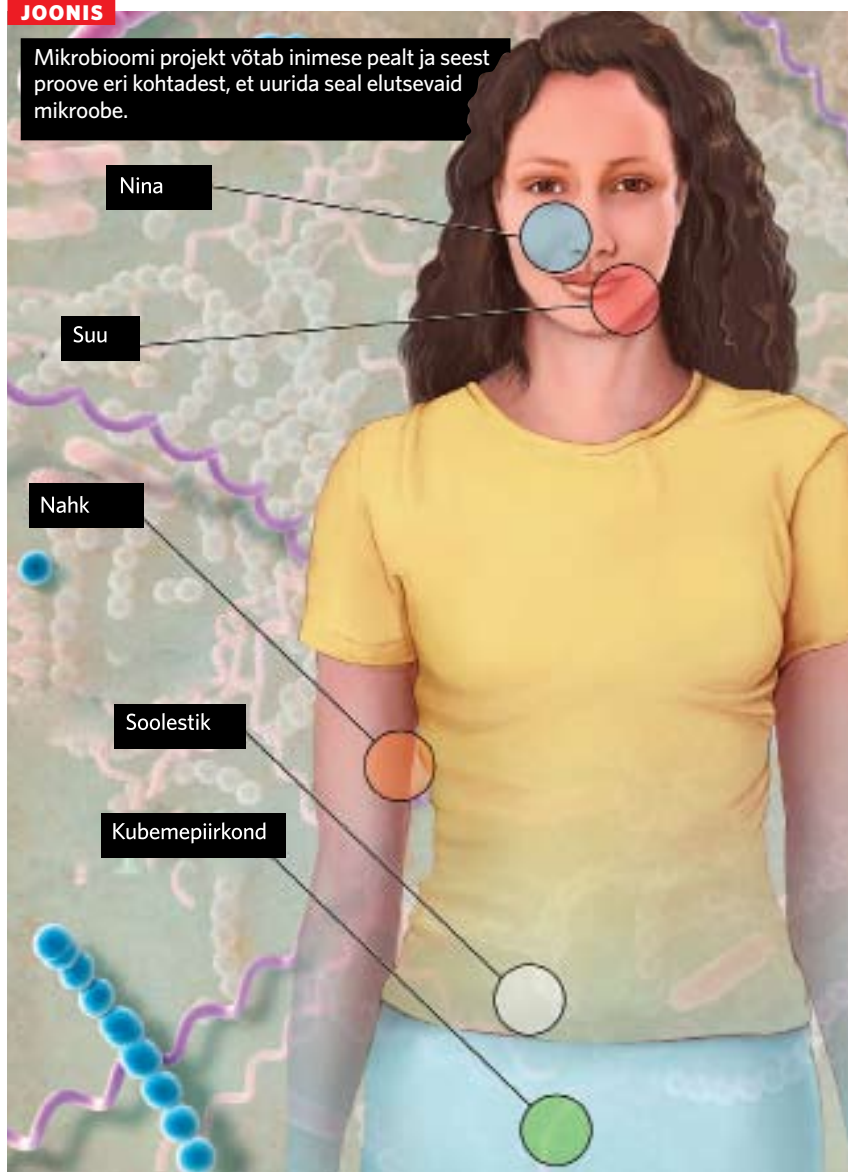 JOONIS
Mikrobioomi projekt võtab inimese pealt ja seest
proove eri kohtadest, et uurida seal elutsevaid
mikroobe.
Nina
Suu
Nahk
Soolestik
Kubemepiirkond